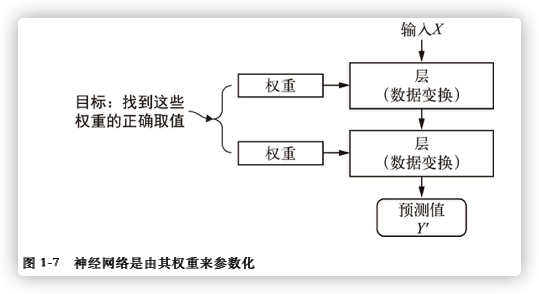 输入X
权重
层
（数据变换）
目标：找到这些
权重的正确取值
权重
层
（数据变换）
预测值
Y'
图 1-7 神经网络是由其权重来参数化